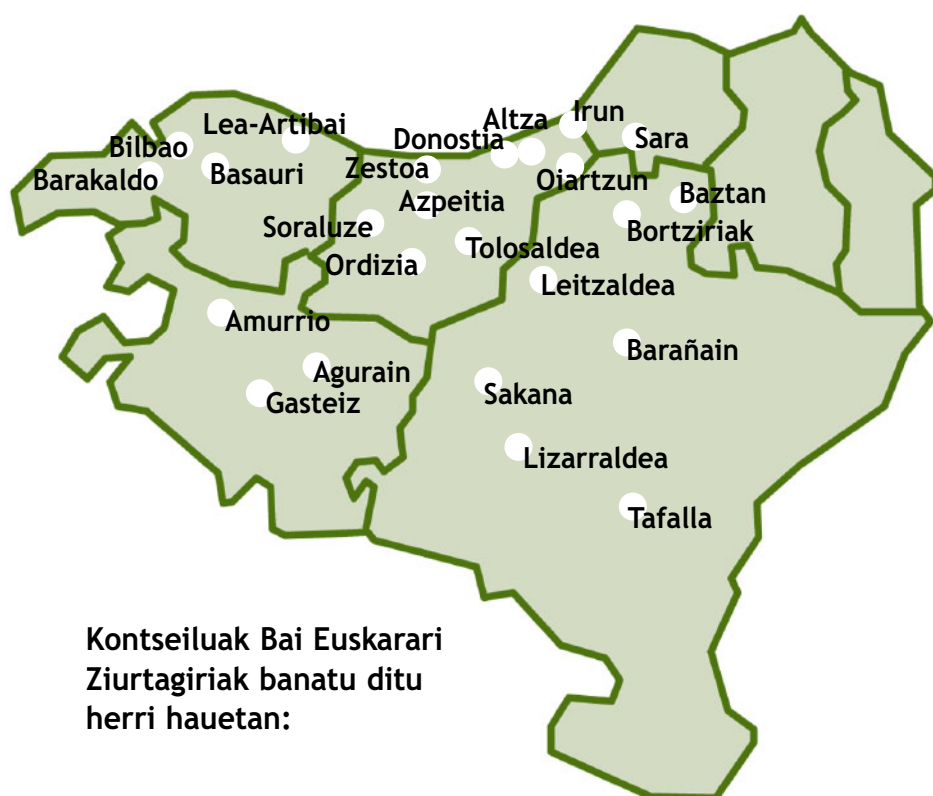 Irun
Altza
Lea-Artibai
Donostia
Sara
Bilbao
Zestoa
Oiartzun
Barakaldo
Basauri
Baztan
Azpeitia
Soraluze
Bortziriak
Tolosaldea
Ordizia
Leitzaldea
Amurrio
Barañain
Agurain
Sakana
Gasteiz
Lizarraldea
Tafalla
Kontseiluak Bai Euskarari
Ziurtagiriak banatu ditu
herri hauetan: